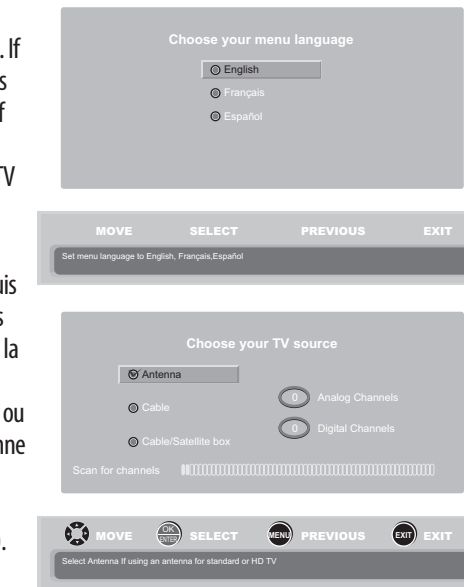 . If
s
f
TV
uis
s
la
ou
nne
).
Choose your menu language
English
Français
Español
MOVE SELECT PREVIOUS EXIT
Set menu language to English, Français,Español
Choose your TV source
Antenna
Cable
Cable/Satellite box
0 Analog Channels
0 Digital Channels
Scan for channels
MOVE OK ENTER SELECT MENU PREVIOUS EXIT EXIT
Select Antenna If using an antenna for standard or HD TV